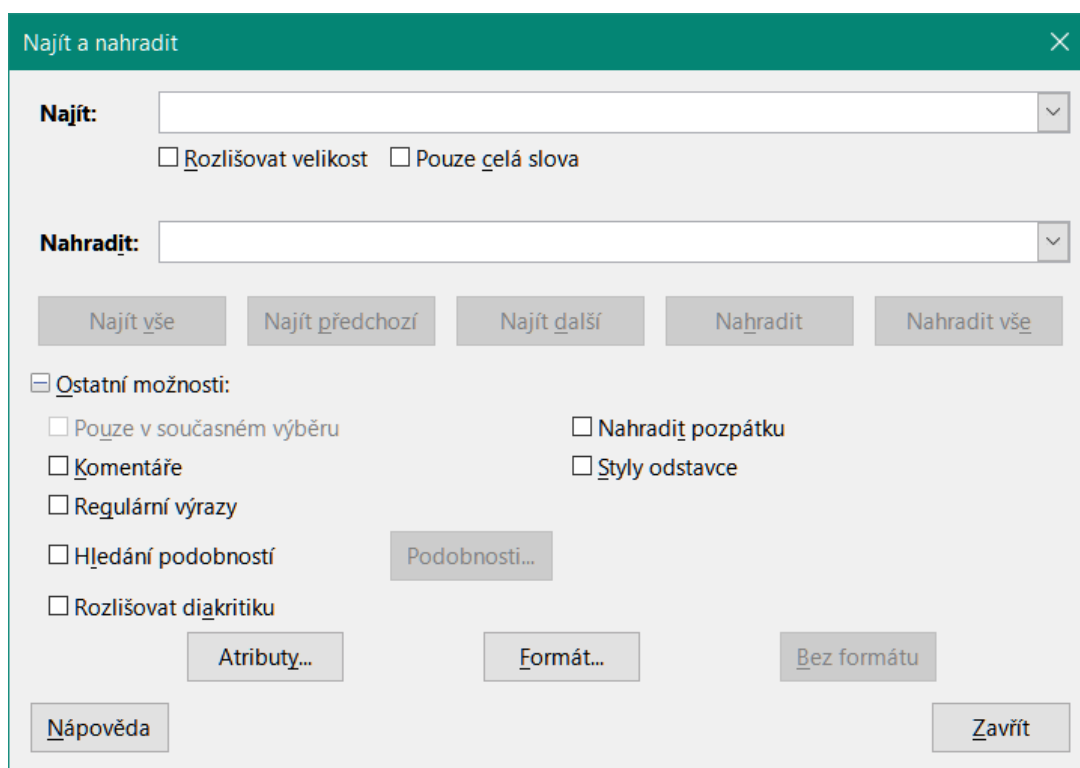 Najít a nahradit
Najít:
Rozlišovat velikost Pouze celá slova
Nahradit:
Najít vše Najít předchozí Najít další Nahradit Nahradit vše
Ostatní možnosti:
Pouze v současném výběru Nahradit pozpátku
Komentáře Styly odstavce
Regulární výrazy
Hledání podobností Podobnosti...
Rozlišovat diakritiku
Atributy... Formát... Bez formátu
Nápověda Zavřít